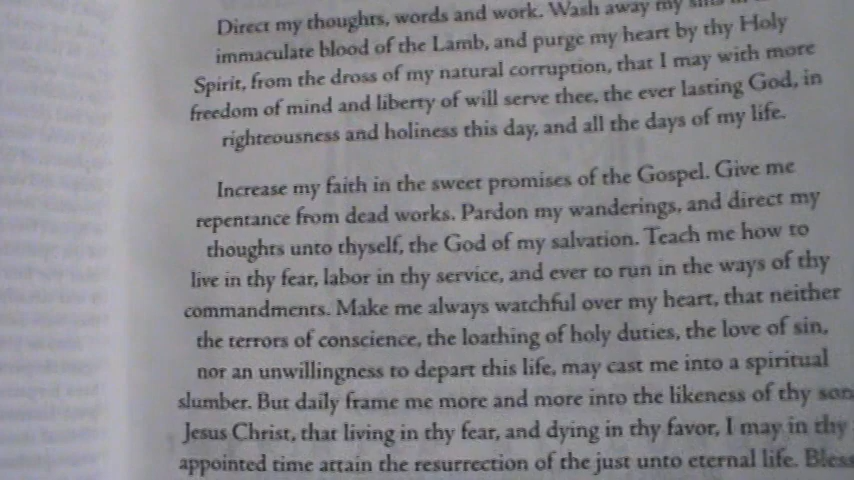 Direct my thoughts, words and work. Wash away my sins in
immaculate blood of the Lamb, and purge my heart by thy Holy
Spirit, from the dross of my natural corruption, that I may with more
freedom of mind and liberty of will serve thee, the ever lasting God, in
righteousness and holiness this day, and all the days of my life.
Increase my faith in the sweet promises of the Gospel. Give me
repentance from dead works. Pardon my wanderings, and direct my
thoughts unto thyself, the God of my salvation. Teach me how to
live in thy fear, labor in thy service, and ever to run in the ways of thy
commandments. Make me always watchful over my heart, that neither
the terrors of conscience, the loathing of holy duties, the love of sin,
nor an unwillingness to depart this life, may cast me into a spiritual
slumber. But daily frame me more and more into the likeness of thy son
Jesus Christ, that living in thy fear, and dying in thy favor, I may in thy
appointed time attain the resurrection of the just unto eternal life. Bless